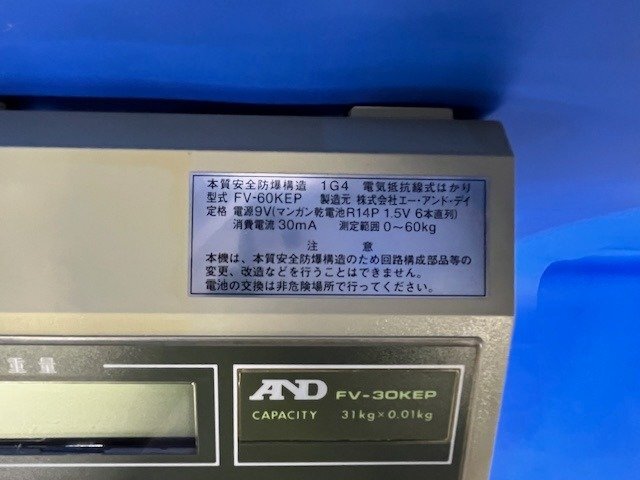 本質安全防爆構造 1G4 電気抵抗線式はかり
型式 FV-60KEP 製造元 株式会社エー・アンド・デイ
定格 電源9V(マンガン乾電池R14P 1.5V 6本直列)
消費電流30mA 測定範囲0～60kg
注 意
本機は、本質安全防爆構造のため回路構成部品等の
変更、改造などを行うことはできません。
電池の交換は非危険場所で行ってください。
重量
AND FV-30KEP
CAPACITY 31kg×0.01kg